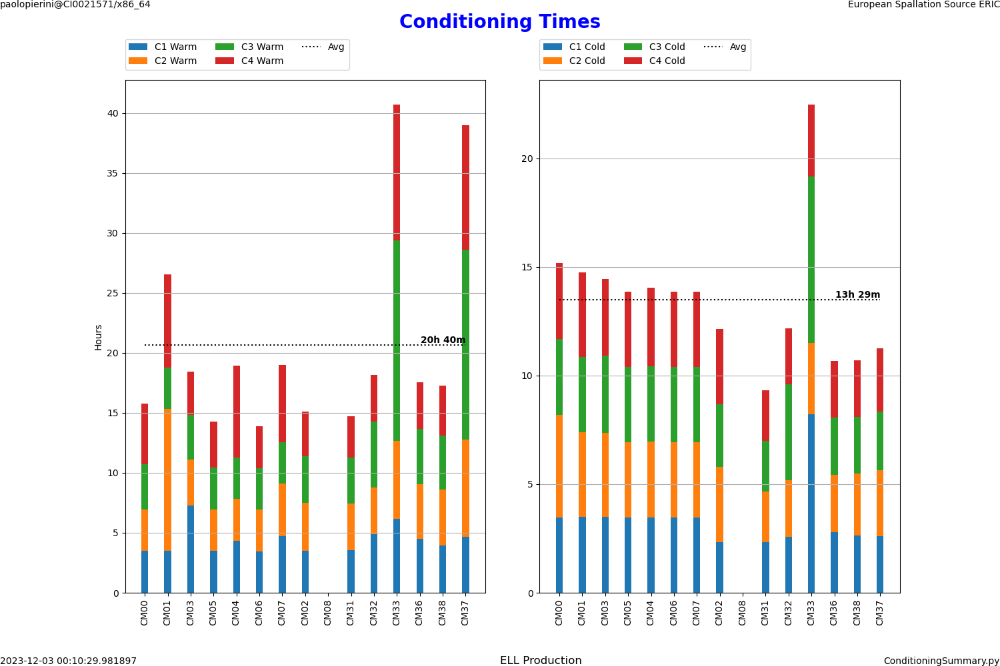 paolopierini@CI0021571/x86_64
European Spallation Source ERIC
Conditioning Times
C1 Warm C3 Warm Avg
C2 Warm C4 Warm
C1 Cold C3 Cold Avg
C2 Cold C4 Cold
Hours
40
35
30
25
20
15
10
5
0
20h 40m
CM00 CM01 CM03 CM05 CM04 CM06 CM07 CM02 CM08 CM31 CM32 CM33 CM36 CM38 CM37
20
15
10
5
0
13h 29m
CM00 CM01 CM03 CM05 CM04 CM06 CM07 CM02 CM08 CM31 CM32 CM33 CM36 CM38 CM37
2023-12-03 00:10:29.981897
ELL Production
ConditioningSummary.py